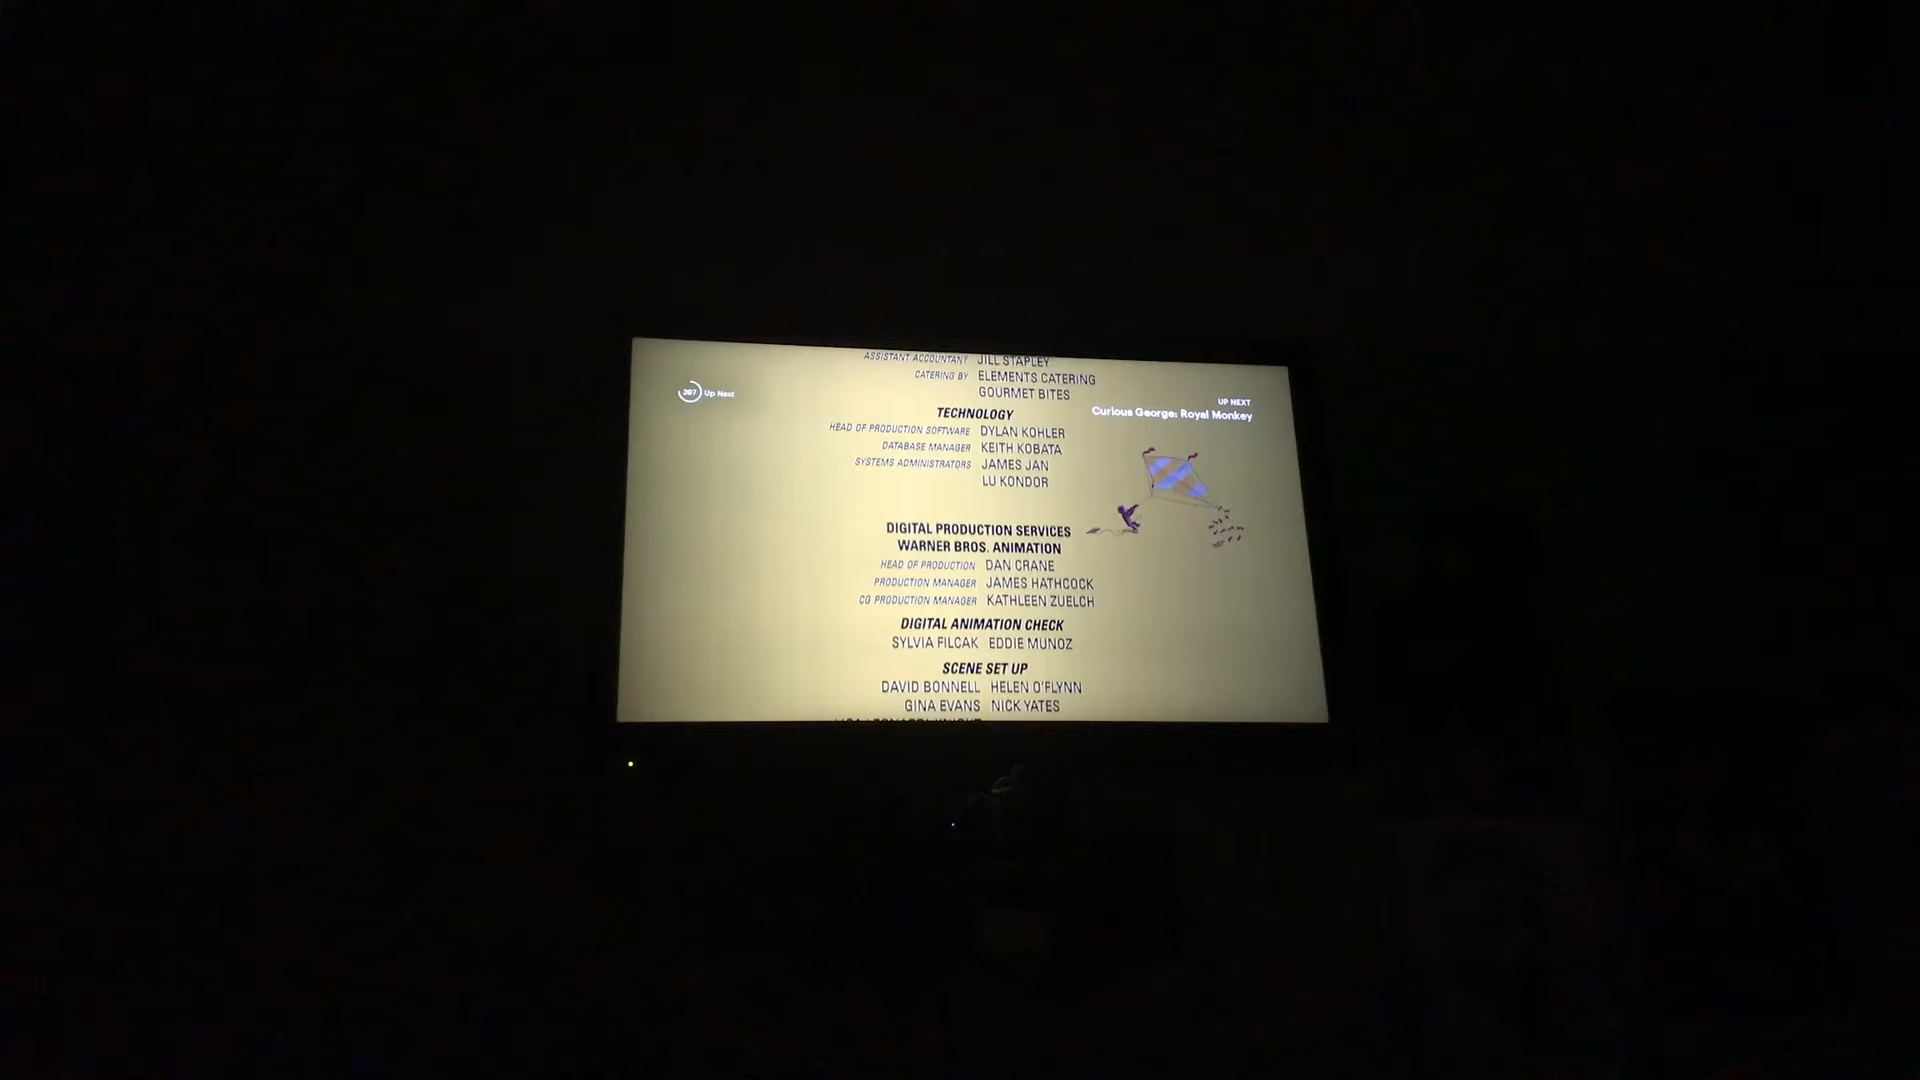 ASSISTANT ACCOUNTANT JILL STAPLEY
CATERING BY ELEMENTS CATERING
GOURMET BITES
397 Up Next
UP NEXT
Curious George: Royal Monkey
TECHNOLOGY
HEAD OF PRODUCTION SOFTWARE DYLAN KOHLER
DATABASE MANAGER KEITH KOBATA
SYSTEMS ADMINISTRATORS JAMES JAN
LU KONDOR
DIGITAL PRODUCTION SERVICES
WARNER BROS. ANIMATION
HEAD OF PRODUCTION DAN CRANE
PRODUCTION MANAGER JAMES HATHCOCK
CG PRODUCTION MANAGER KATHLEEN ZUELCH
DIGITAL ANIMATION CHECK
SYLVIA FILCAK EDDIE MUNOZ
SCENE SET UP
DAVID BONNELL HELEN O'FLYNN
GINA EVANS NICK YATES